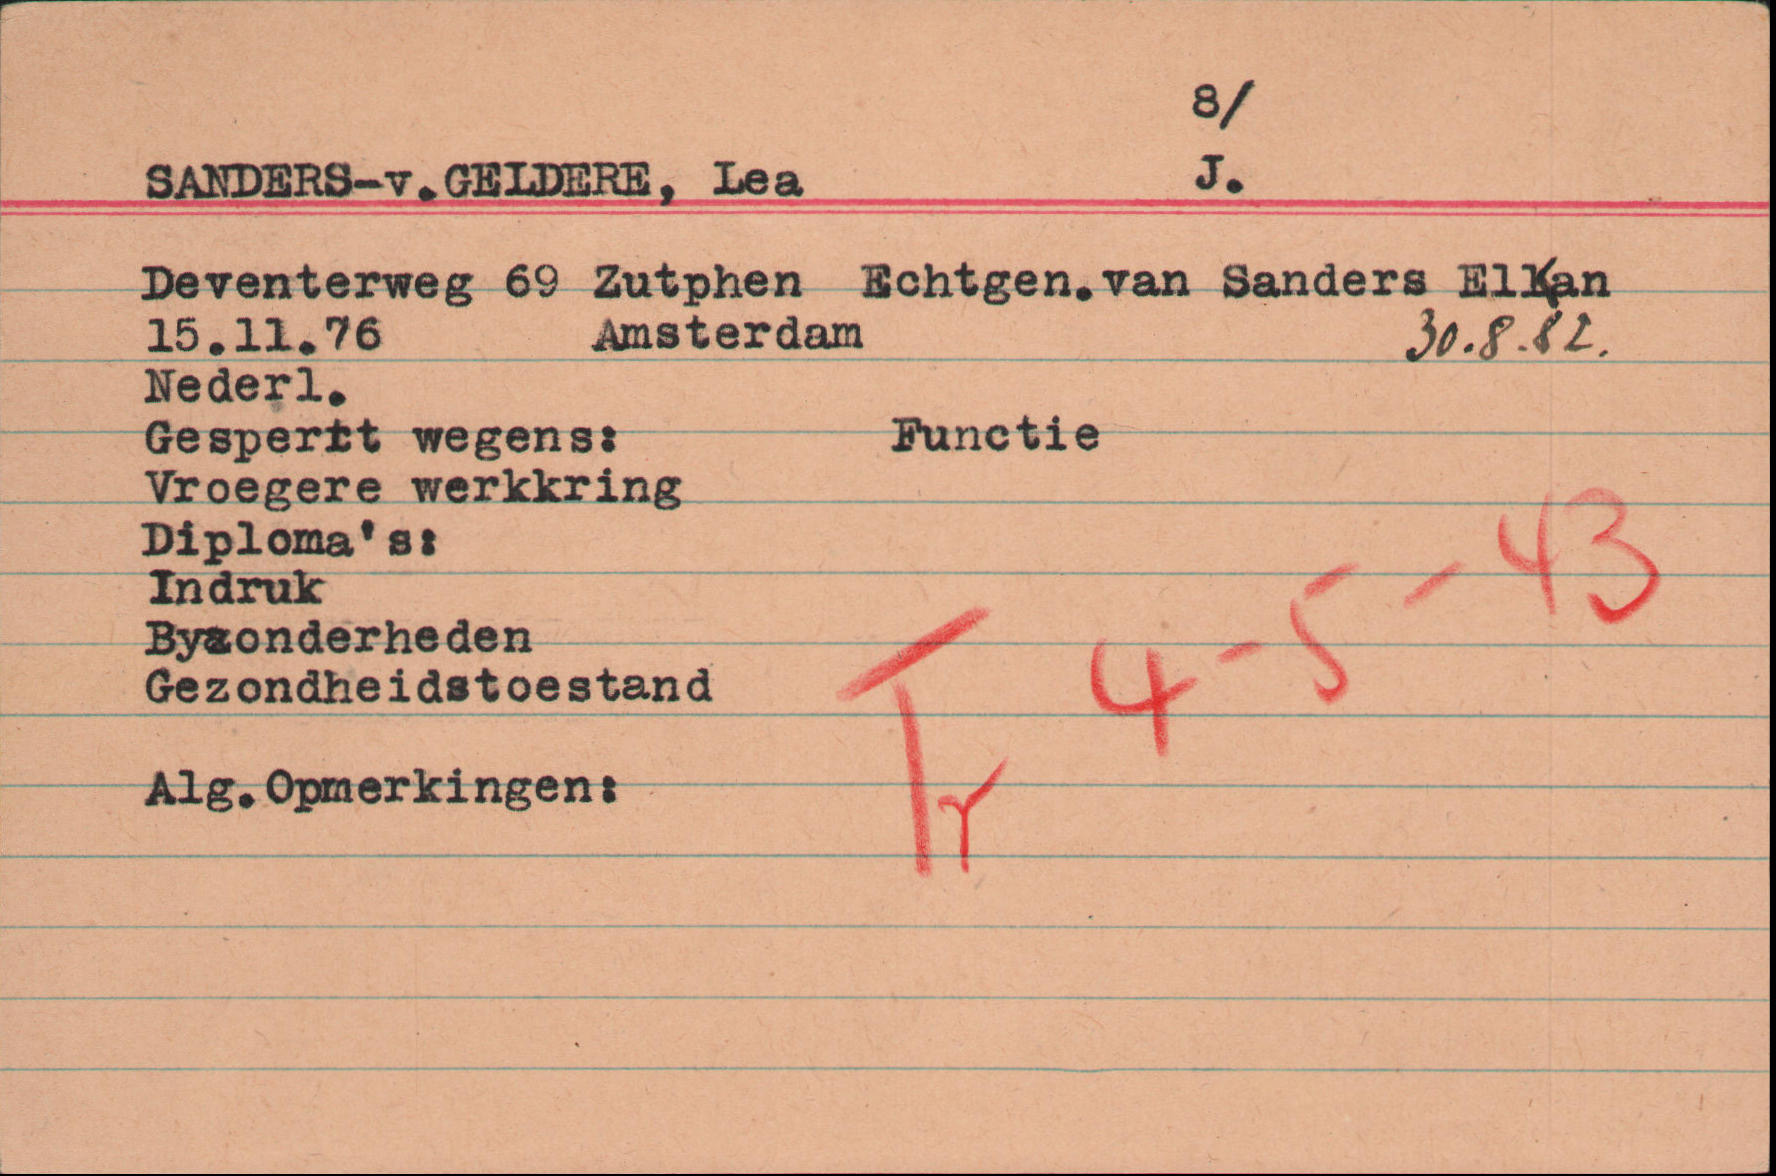 8/
SANDERS-v.GELDERE, Lea J.
Deventerweg 69 Zutphen Echtgen.van Sanders Elkan
15.11.76 Amsterdam 30.8.82.
Nederl.
Gespertt wegens: Functie
Vroegere werkkring
Diploma's:
Indruk
Byzonderheden
Gezondheidstoestand
Tr 4-5-43
Alg.Opmerkingen: